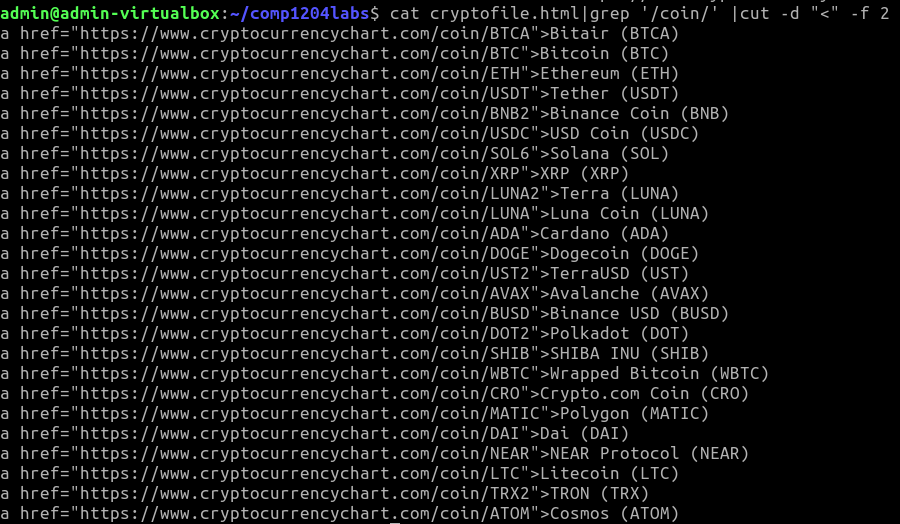 admin@admin-virtualbox:~/comp1204labs$ cat cryptofile.html|grep '/coin/' |cut -d "<" -f 2
a href="https://www.cryptocurrencychart.com/coin/BTCA">Bitair (BTCA)
a href="https://www.cryptocurrencychart.com/coin/BTC">Bitcoin (BTC)
a href="https://www.cryptocurrencychart.com/coin/ETH">Ethereum (ETH)
a href="https://www.cryptocurrencychart.com/coin/USDT">Tether (USDT)
a href="https://www.cryptocurrencychart.com/coin/BNB2">Binance Coin (BNB)
a href="https://www.cryptocurrencychart.com/coin/USDC">USD Coin (USDC)
a href="https://www.cryptocurrencychart.com/coin/SOL6">Solana (SOL)
a href="https://www.cryptocurrencychart.com/coin/XRP">XRP (XRP)
a href="https://www.cryptocurrencychart.com/coin/LUNA2">Terra (LUNA)
a href="https://www.cryptocurrencychart.com/coin/LUNA">Luna Coin (LUNA)
a href="https://www.cryptocurrencychart.com/coin/ADA">Cardano (ADA)
a href="https://www.cryptocurrencychart.com/coin/DOGE">Dogecoin (DOGE)
a href="https://www.cryptocurrencychart.com/coin/UST2">TerraUSD (UST)
a href="https://www.cryptocurrencychart.com/coin/AVAX">Avalanche (AVAX)
a href="https://www.cryptocurrencychart.com/coin/BUSD">Binance USD (BUSD)
a href="https://www.cryptocurrencychart.com/coin/DOT2">Polkadot (DOT)
a href="https://www.cryptocurrencychart.com/coin/SHIB">SHIBA INU (SHIB)
a href="https://www.cryptocurrencychart.com/coin/WBTC">Wrapped Bitcoin (WBTC)
a href="https://www.cryptocurrencychart.com/coin/CRO">Crypto.com Coin (CRO)
a href="https://www.cryptocurrencychart.com/coin/MATIC">Polygon (MATIC)
a href="https://www.cryptocurrencychart.com/coin/DAI">Dai (DAI)
a href="https://www.cryptocurrencychart.com/coin/NEAR">NEAR Protocol (NEAR)
a href="https://www.cryptocurrencychart.com/coin/LTC">Litecoin (LTC)
a href="https://www.cryptocurrencychart.com/coin/TRX2">TRON (TRX)
a href="https://www.cryptocurrencychart.com/coin/ATOM">Cosmos (ATOM)